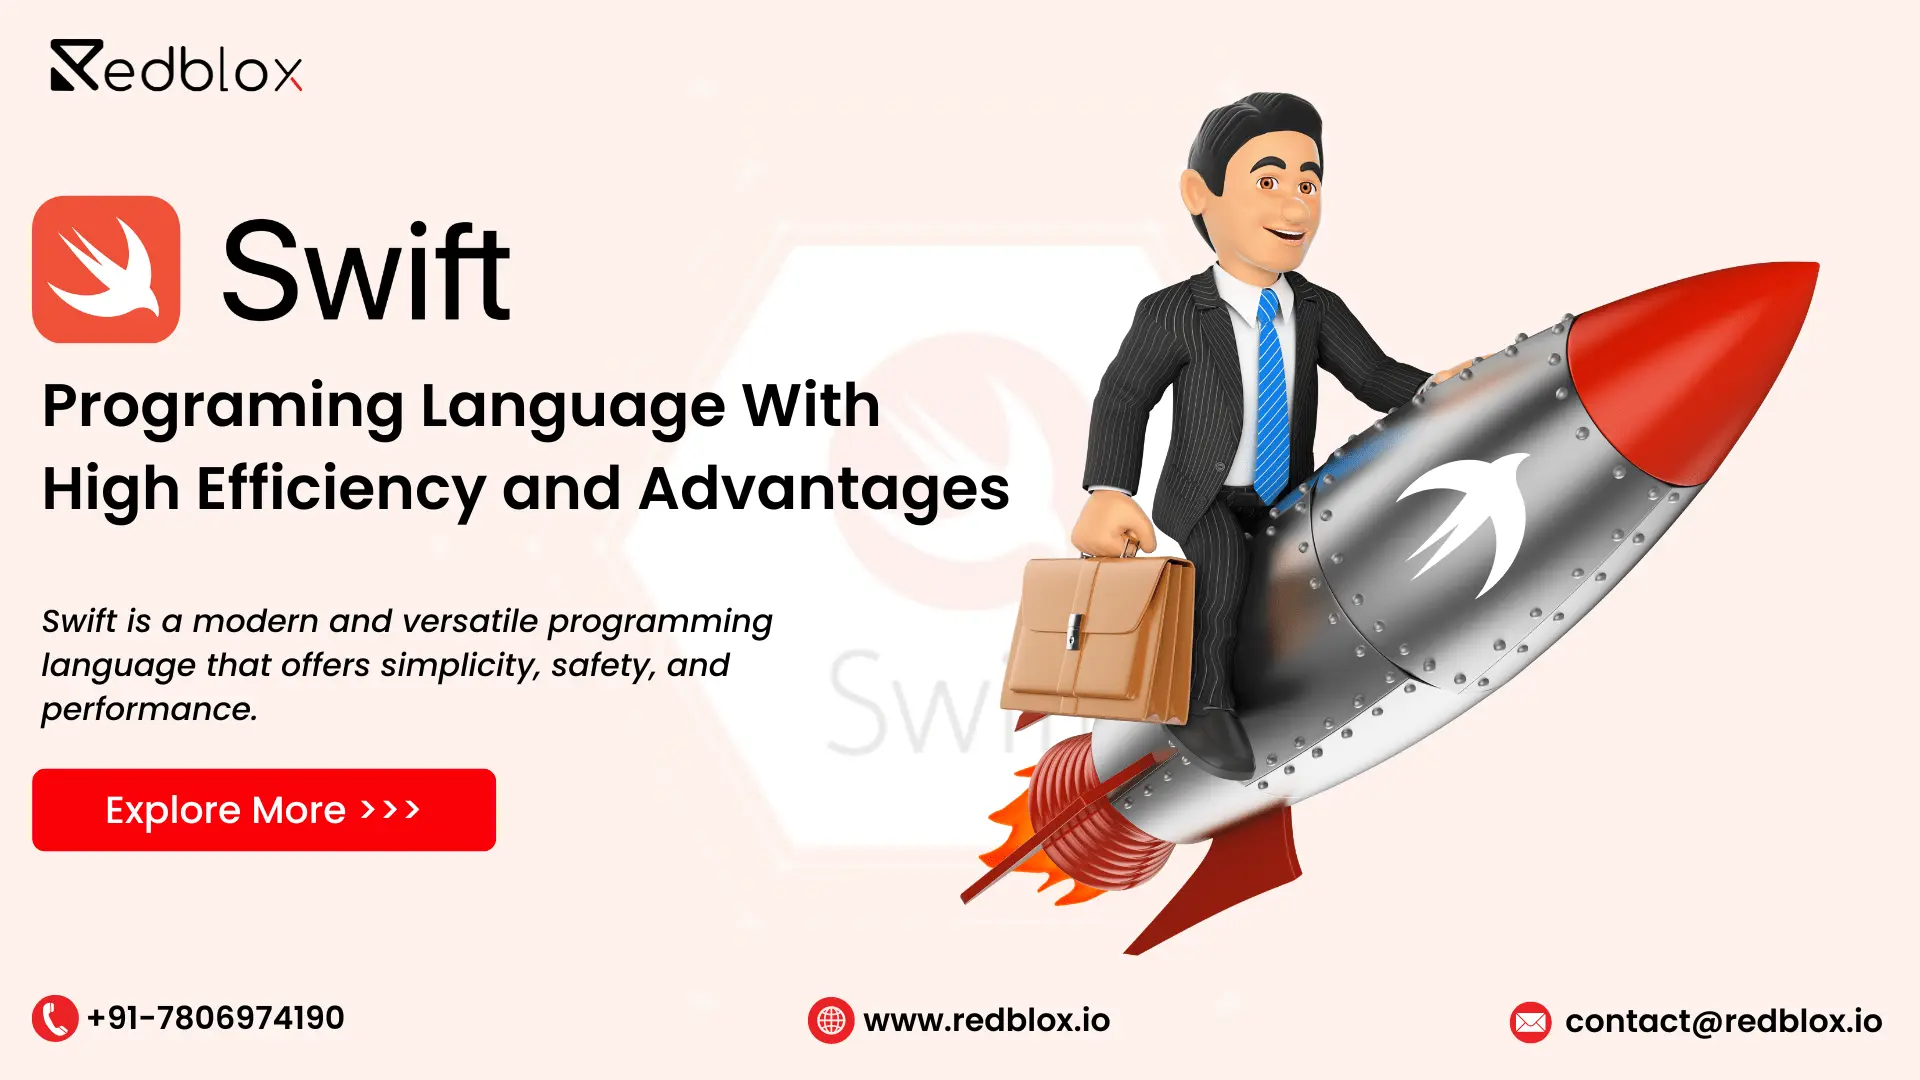 Redblox
Swift
Programing Language With
High Efficiency and Advantages
Swift is a modern and versatile programming
language that offers simplicity, safety, and
performance.
Swift
Explore More >>>
+91-7806974190
www.redblox.io
contact@redblox.io